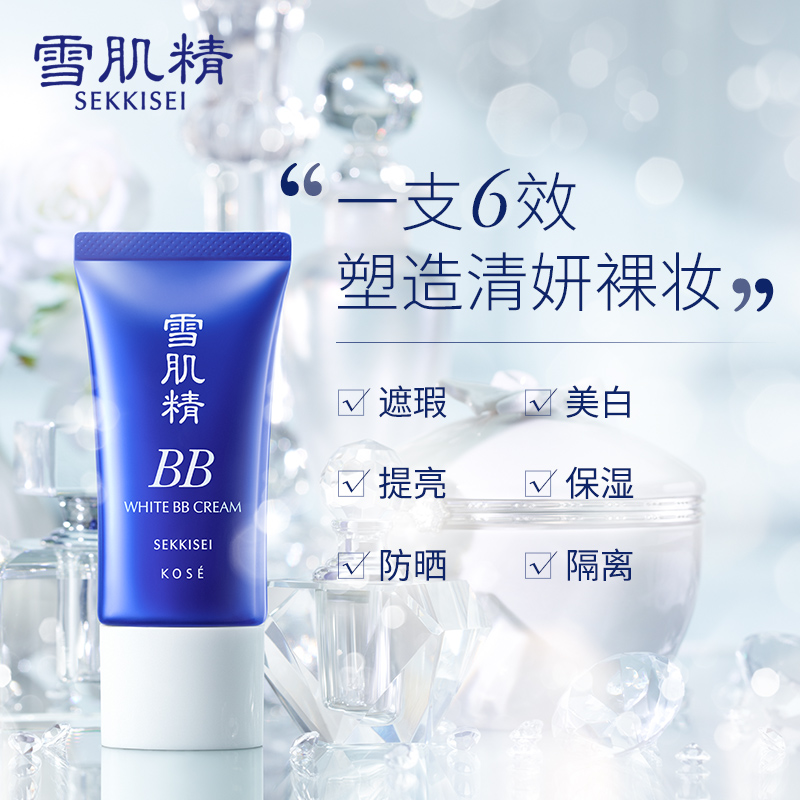 雪肌精
SEKKISEI
“一支6效
塑造清妍裸妆”
遮瑕
美白
提亮
保湿
防晒
隔离
雪肌精
BB
WHITE BB CREAM
SEKKISEI
KOSÉ